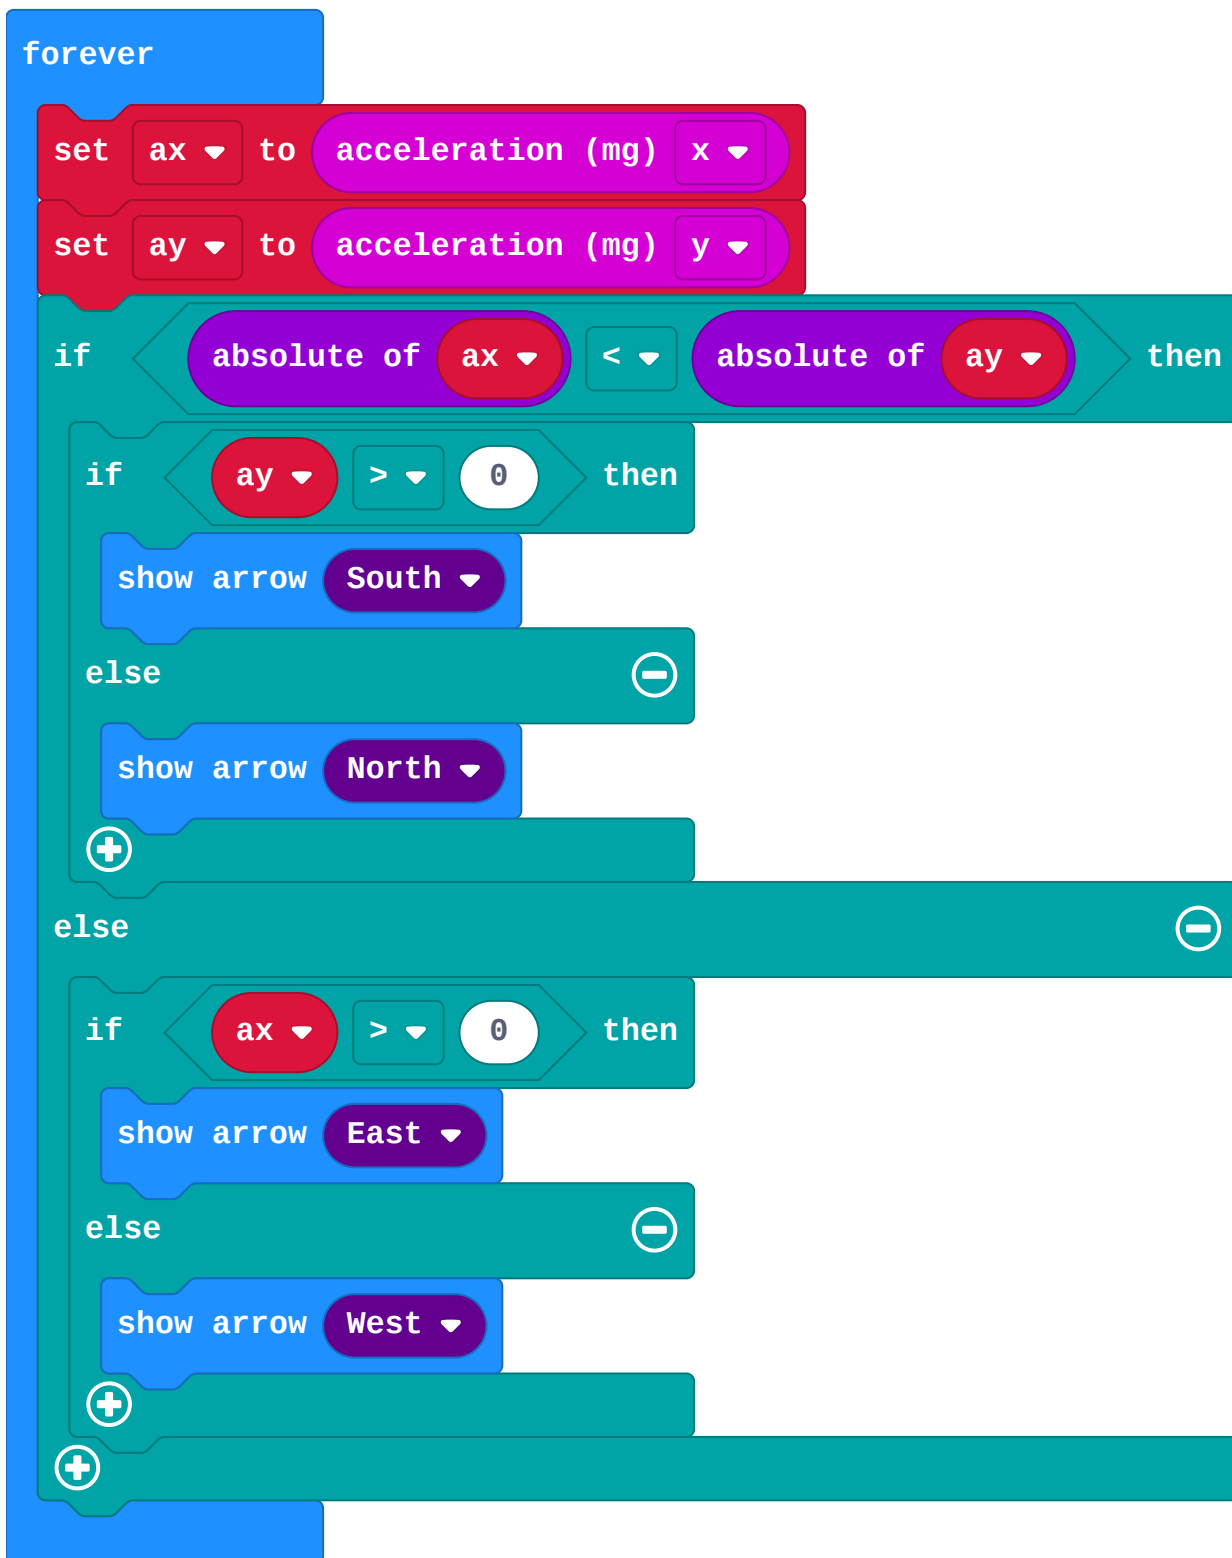 forever
set ax to acceleration (mg) x
set ay to acceleration (mg) y
if absolute of ax < absolute of ay then
if ay > 0 then
show arrow South
else
show arrow North
else
if ax > 0 then
show arrow East
else
show arrow West